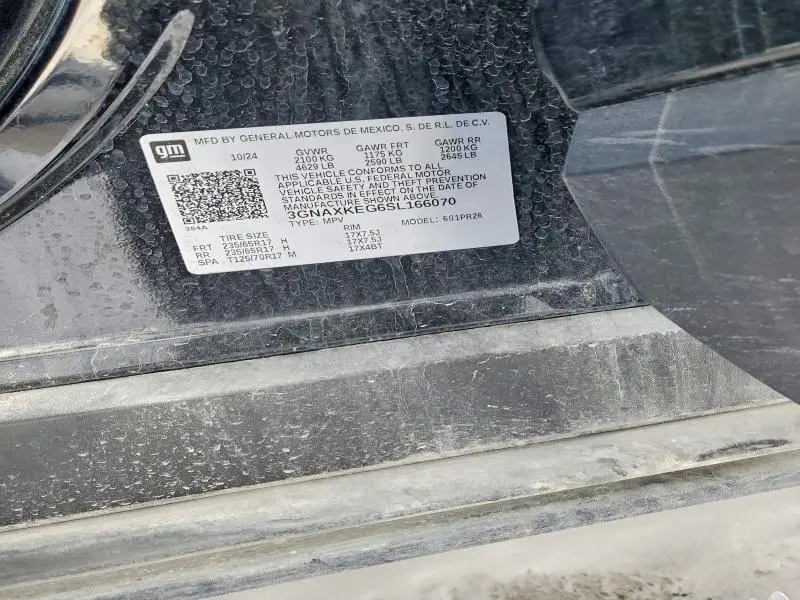 gm MFD BY GENERAL MOTORS DE MEXICO, S. DE R.L. DE C.V.
10/24 GVWR GAWR FRT GAWR RR
2100 KG 1175 KG 1200 KG
4629 LB 2590 LB 2645 LB
THIS VEHICLE CONFORMS TO ALL
APPLICABLE U.S. FEDERAL MOTOR
VEHICLE SAFETY AND THEFT PREVENTION
STANDARDS IN EFFECT ON THE DATE OF
MANUFACTURE SHOWN ABOVE
3GNAXKEG6SL166070
384A TYPE: MPV MODEL: 601PR26
TIRE SIZE RIM
FRT 235/65R17 H 17X7.5J
RR 235/65R17 H 17X7.5J
SPA T125/70R17 M 17X4BT